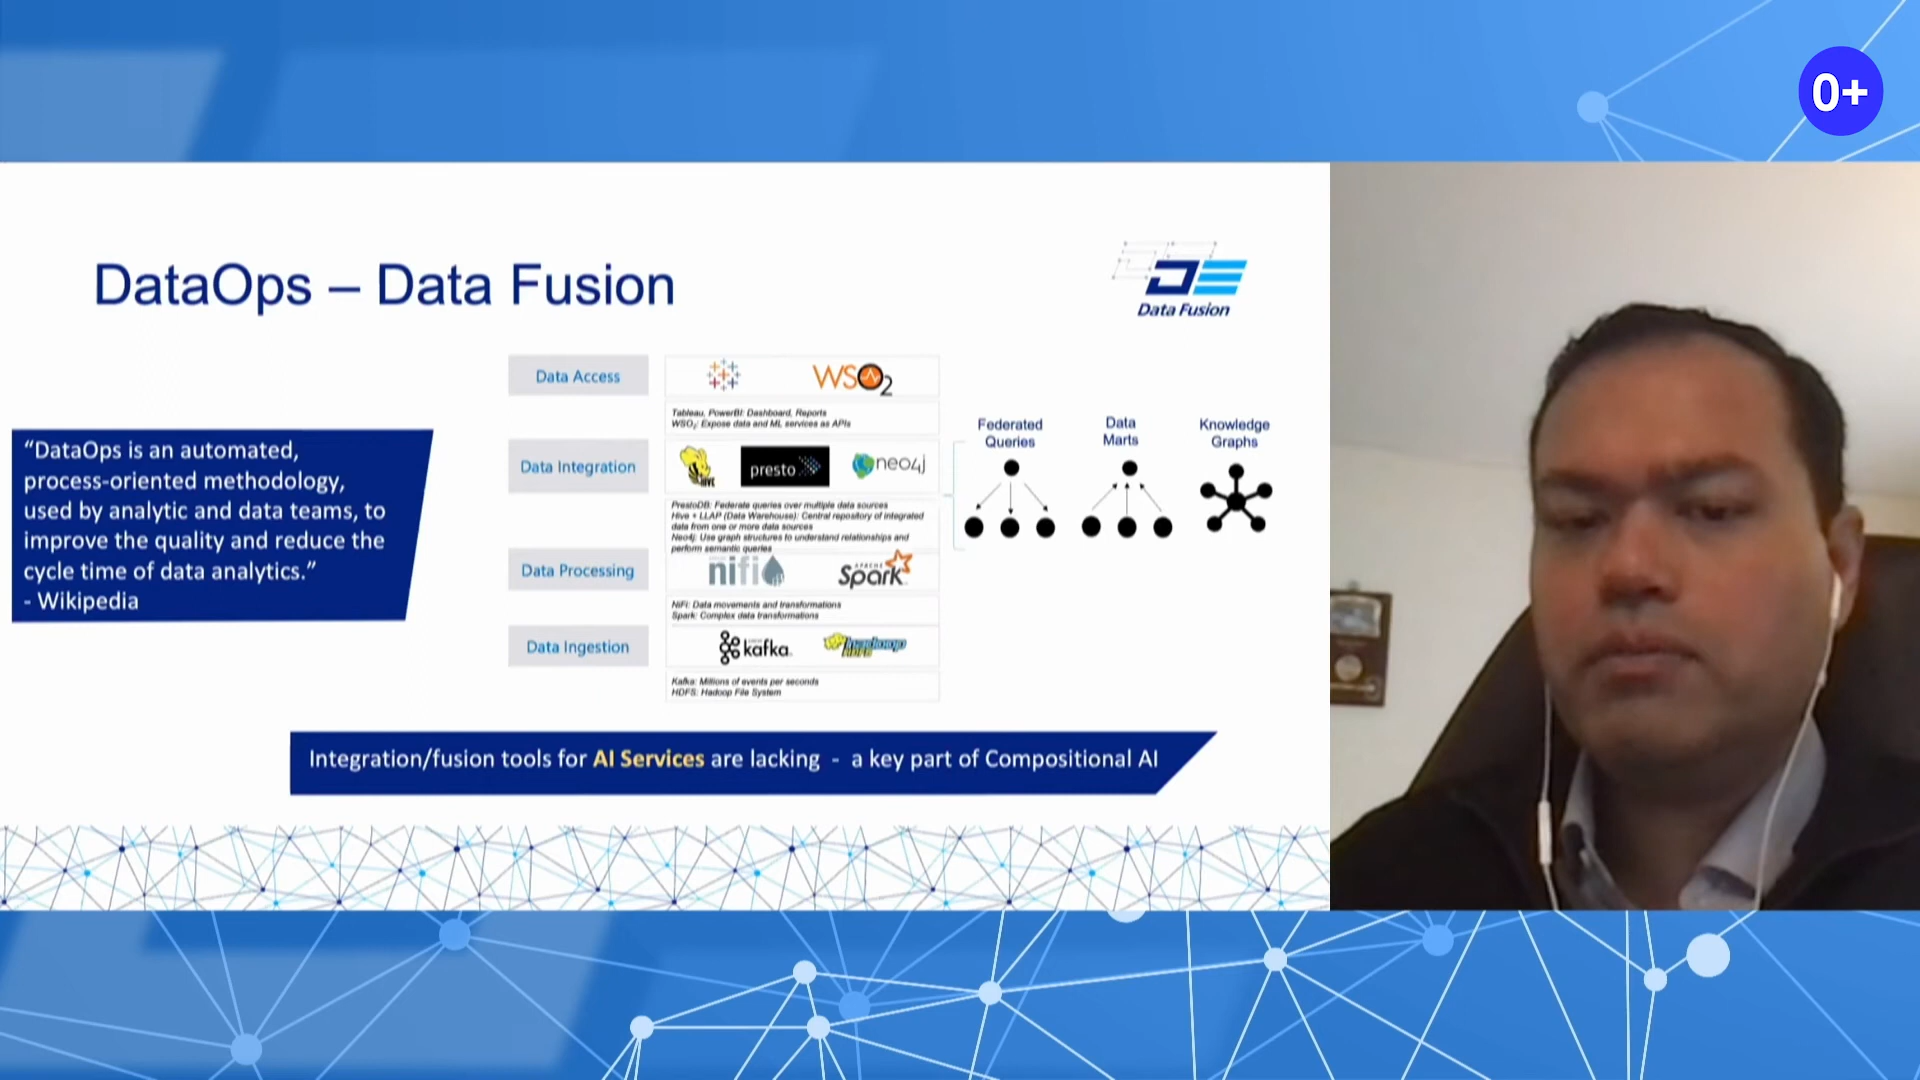 0+
DataOps – Data Fusion
Data Fusion
“DataOps is an automated,
process-oriented methodology,
used by analytic and data teams, to
improve the quality and reduce the
cycle time of data analytics.”
- Wikipedia
Data Access
WSO2
Tableau, PowerBI: Dashboard, Reports
WSO2: Expose data and ML services as APIs
Data Integration
HIVE
presto
neo4j
PrestoDB: Federate queries over multiple data sources
Hive + LLAP (Data Warehouse): Central repository of integrated
data from one or more data sources
Neo4j: Use graph structures to understand relationships and
perform semantic queries
Data Processing
nifi
APACHE
Spark
NiFi: Data movements and transformations
Spark: Complex data transformations
Data Ingestion
kafka
hadoop
HDFS
Kafka: Millions of events per seconds
HDFS: Hadoop File System
Federated
Queries
Data
Marts
Knowledge
Graphs
Integration/fusion tools for AI Services are lacking - a key part of Compositional AI